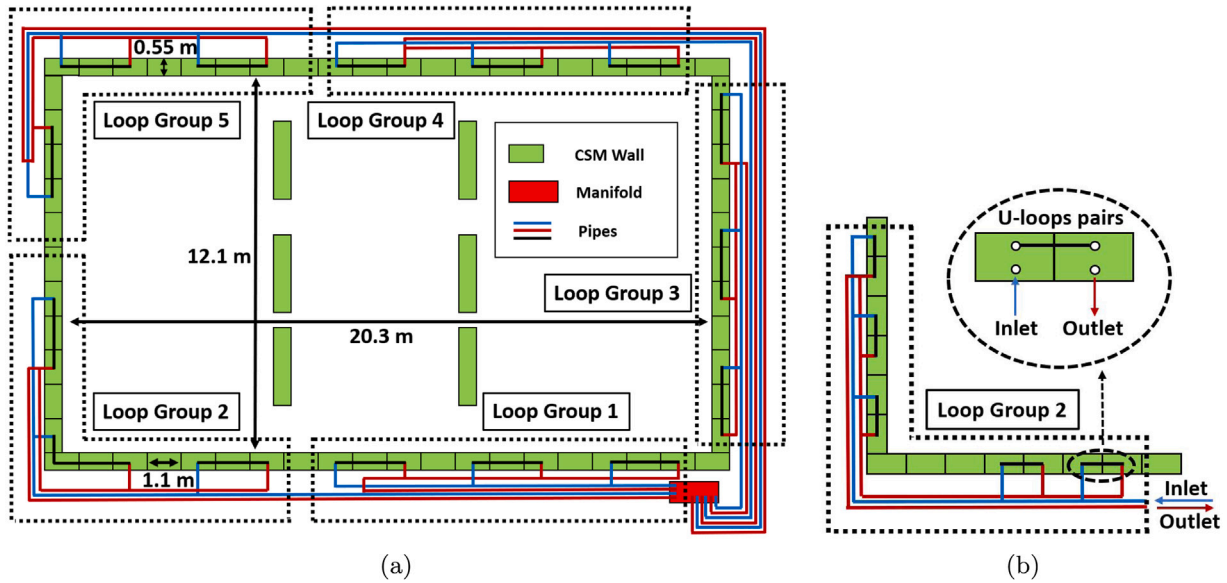 0.55 m
Loop Group 5
Loop Group 4
CSM Wall
Manifold
Pipes
12.1 m
Loop Group 3
20.3 m
Loop Group 2
Loop Group 1
1.1 m
(a)
U-loops pairs
Inlet
Outlet
Loop Group 2
Inlet
Outlet
(b)